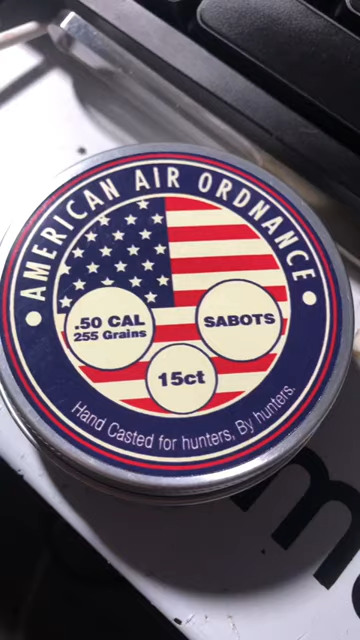 AMERICAN AIR ORDNANCE
.50 CAL
255 Grains
SABOTS
15ct
Hand Casted for hunters, By hunters.